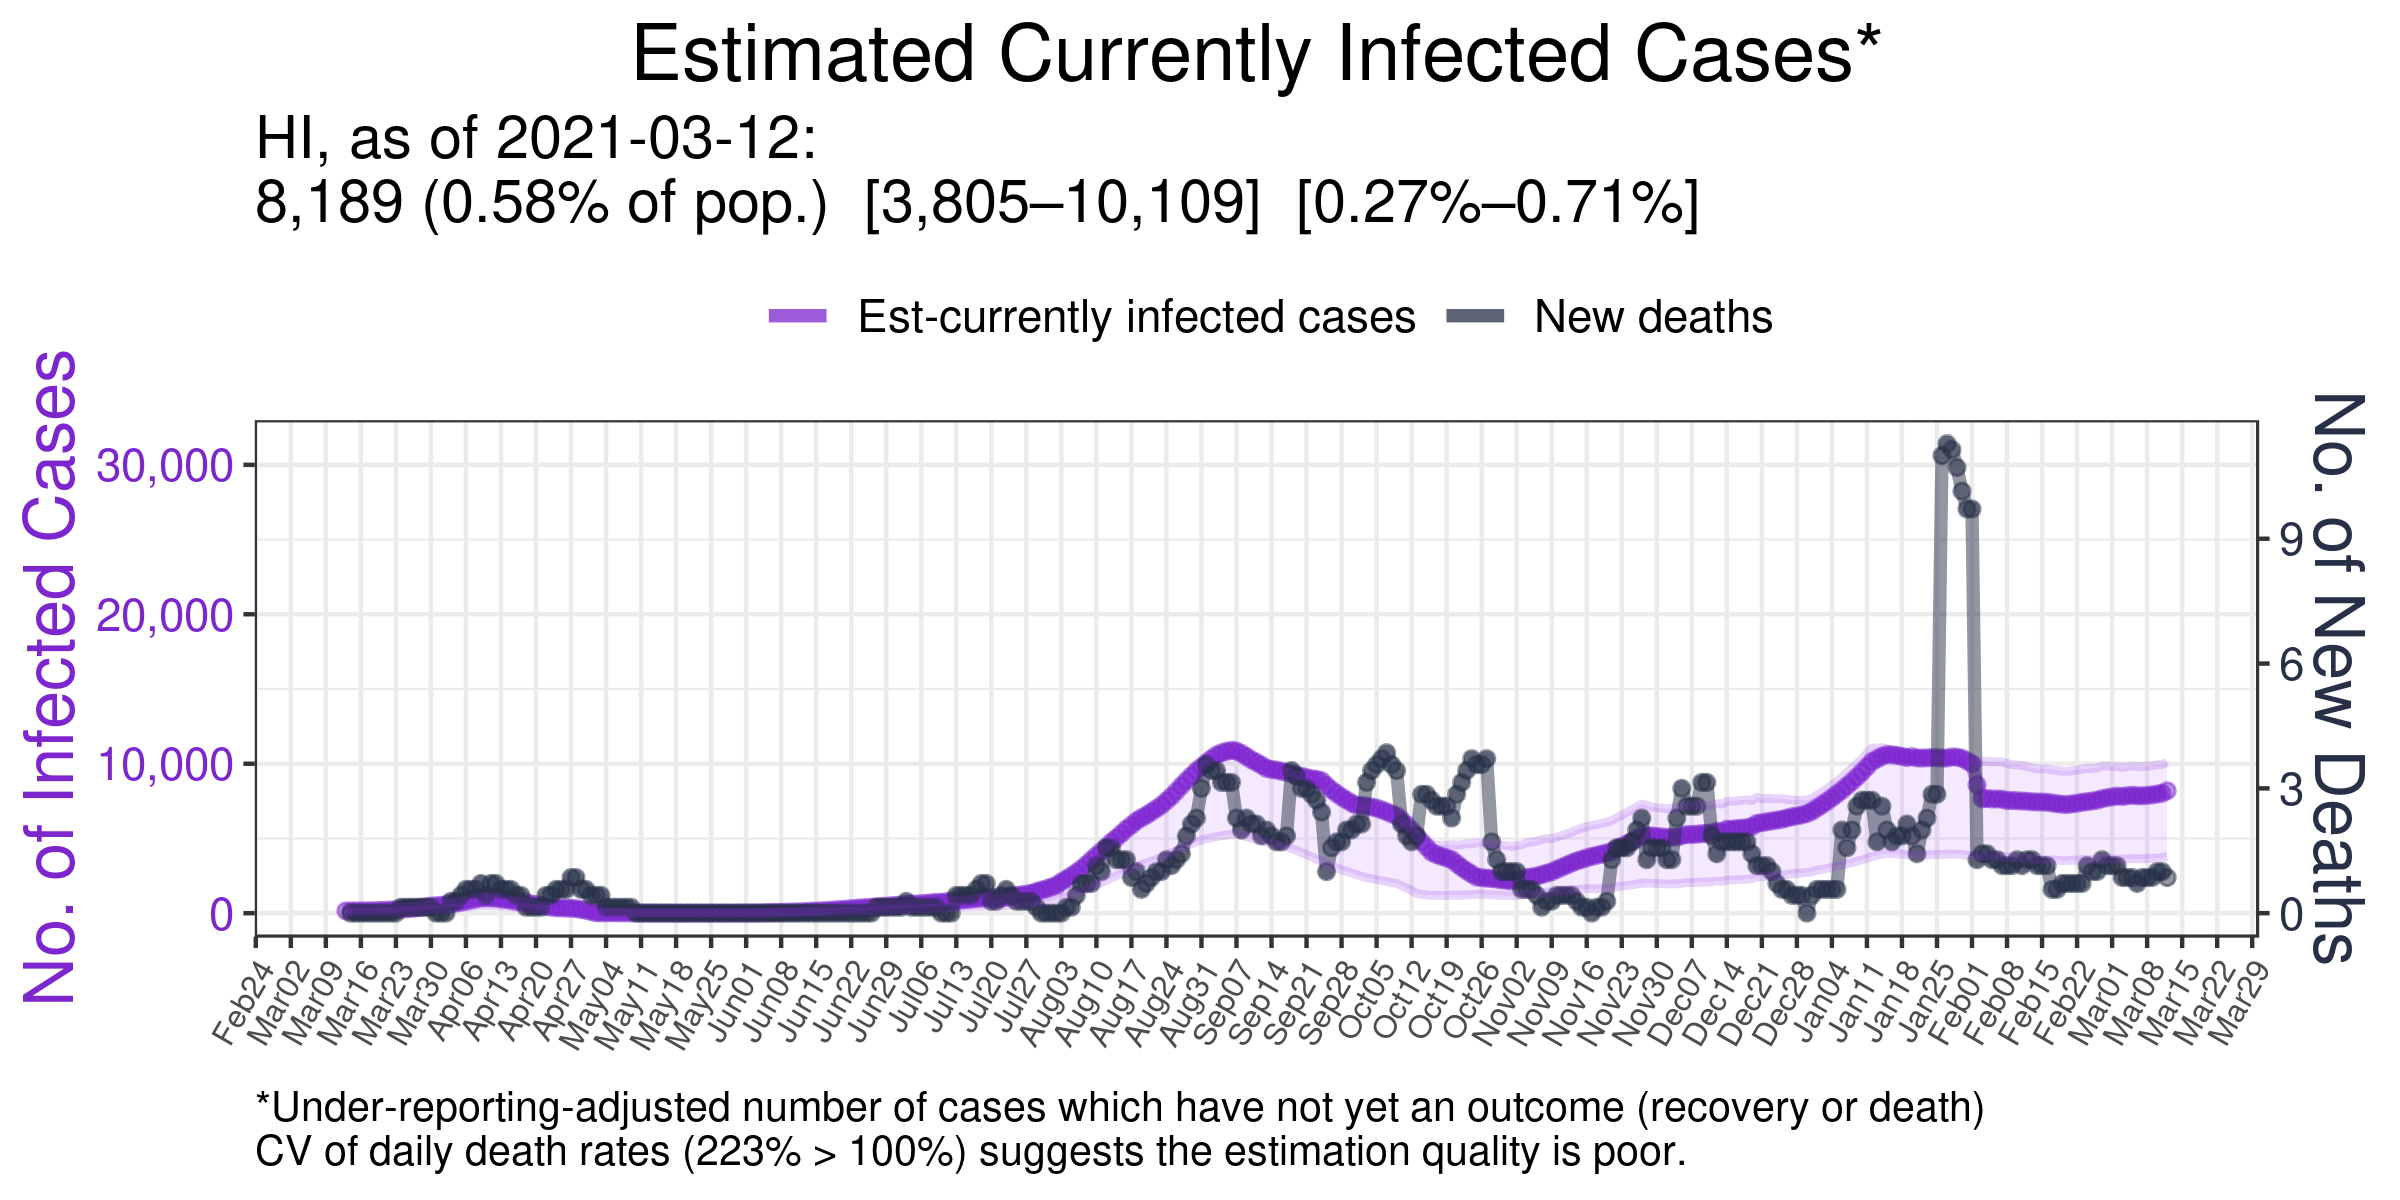 Estimated Currently Infected Cases*
HI, as of 2021-03-12:
8,189 (0.58% of pop.)  [3,805–10,109]  [0.27%–0.71%]
Est-currently infected cases
New deaths
No. of Infected Cases
30,000
20,000
10,000
0
No. of New Deaths
9
6
3
0
Feb24
Mar02
Mar09
Mar16
Mar23
Mar30
Apr06
Apr13
Apr20
Apr27
May04
May11
May18
May25
Jun01
Jun08
Jun15
Jun22
Jun29
Jul06
Jul13
Jul20
Jul27
Aug03
Aug10
Aug17
Aug24
Aug31
Sep07
Sep14
Sep21
Sep28
Oct05
Oct12
Oct19
Oct26
Nov02
Nov09
Nov16
Nov23
Nov30
Dec07
Dec14
Dec21
Dec28
Jan04
Jan11
Jan18
Jan25
Feb01
Feb08
Feb15
Feb22
Mar01
Mar08
Mar15
Mar22
Mar29
*Under-reporting-adjusted number of cases which have not yet an outcome (recovery or death)
CV of daily death rates (223% > 100%) suggests the estimation quality is poor.